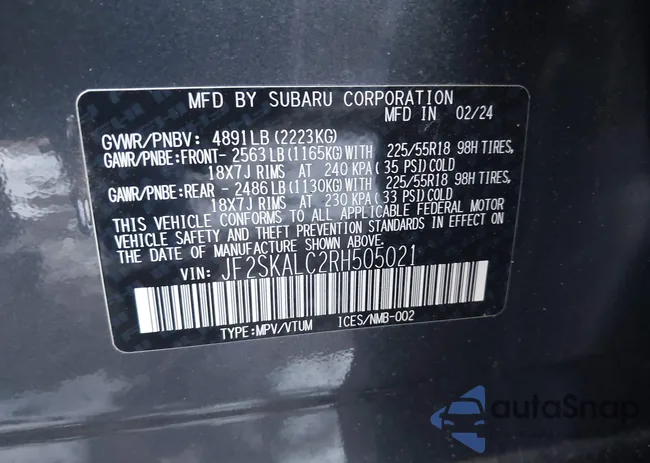 MFD BY SUBARU CORPORATION
MFD IN 02/24
GVWR/PNBV: 4891LB(2223KG)
GAWR/PNBE:FRONT- 2563LB(1165KG)WITH 225/55R18 98H TIRES,
18X7J RIMS AT 240 KPA(35 PSI)COLD
GAWR/PNBE:REAR - 2486LB(1130KG)WITH 225/55R18 98H TIRES,
18X7J RIMS AT 230 KPA(33 PSI)COLD
THIS VEHICLE CONFORMS TO ALL APPLICABLE FEDERAL MOTOR
VEHICLE SAFETY AND THEFT PREVENTION STANDARDS IN EFFECT ON
THE DATE OF MANUFACTURE SHOWN ABOVE.
VIN: JF2SKALC2RH505021
TYPE:MPV/VTUM ICES/NMB-002
autoSnap